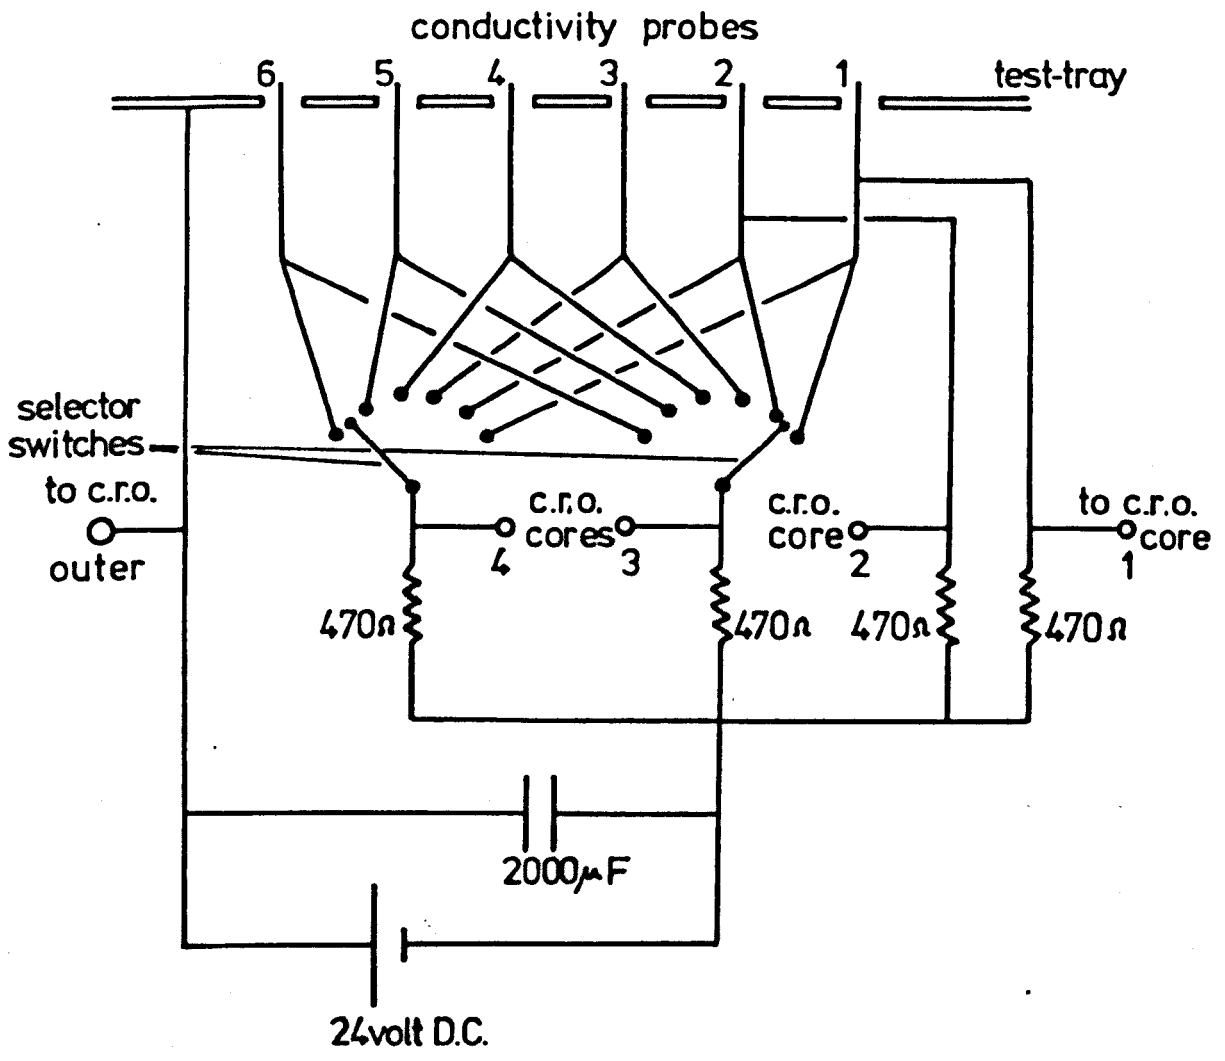 conductivity probes
6 5 4 3 2 1 test-tray
selector
switches
to c.r.o.
outer
c.r.o.
cores
4 3
c.r.o.
core
2
to c.r.o.
core
1
470Ω 470Ω 470Ω 470Ω
2000μF
24volt D.C.